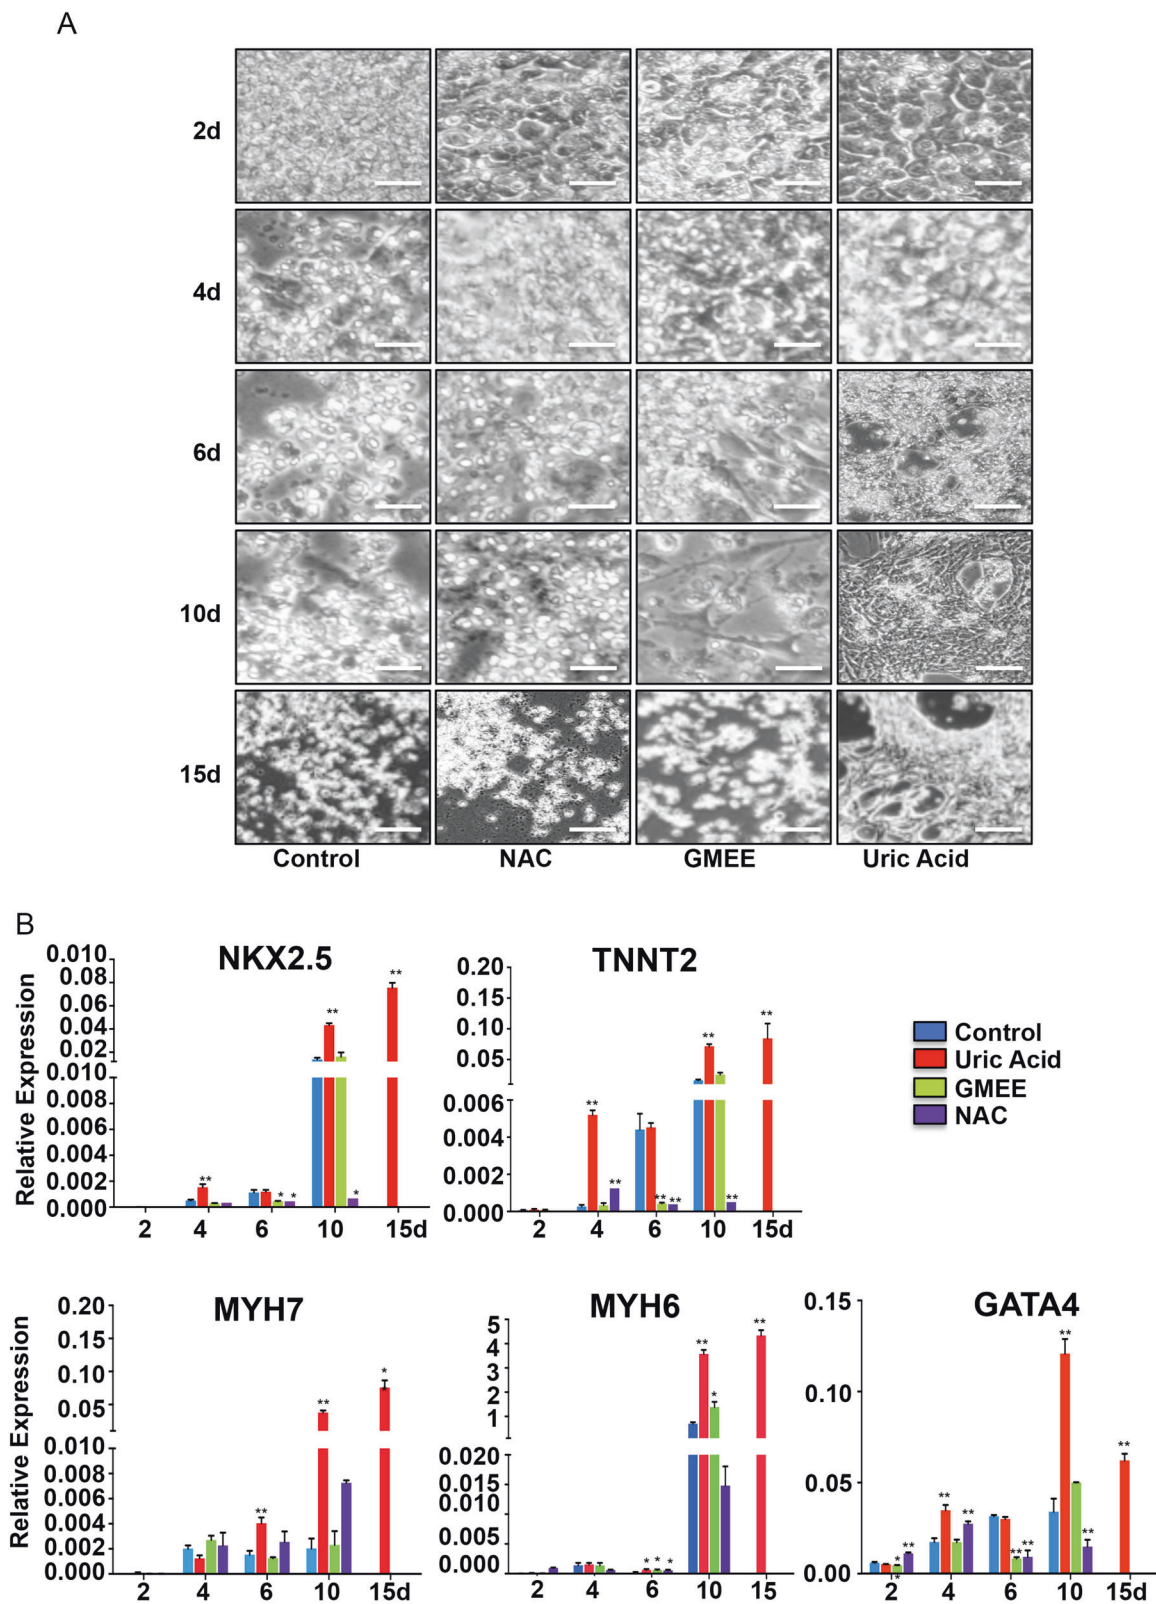 A
2d
4d
6d
10d
15d
Control NAC GMEE Uric Acid
B
NKX2.5
Relative Expression
0.010
0.08
0.06
0.04
0.02
0.010
0.008
0.006
0.004
0.002
0.000
** ** ** * * *
2 4 6 10 15d
TNNT2
0.20
0.15
0.10
0.05
0.006
0.004
0.002
0.000
** ** ** ** ** ** **
2 4 6 10 15d
Control
Uric Acid
GMEE
NAC
MYH7
Relative Expression
0.20
0.15
0.10
0.05
0.010
0.008
0.006
0.004
0.002
0.000
** ** *
2 4 6 10 15d
MYH6
5
4
3
2
1
0.020
0.015
0.010
0.005
0.000
* * * ** * **
2 4 6 10 15
GATA4
0.15
0.10
0.05
0.00
* * ** ** ** ** ** ** ** **
2 4 6 10 15d